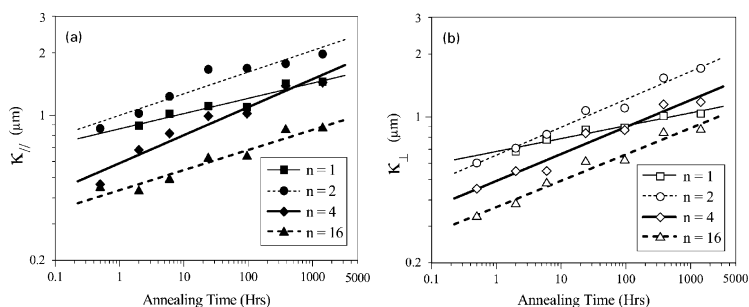 (a)
κ// (μm)
3
2
1
0.2
0.1
1
10
100
1000
5000
Annealing Time (Hrs)
n = 1
n = 2
n = 4
n = 16
(b)
κ⊥ (μm)
3
2
1
0.2
0.1
1
10
100
1000
5000
Annealing Time (Hrs)
n = 1
n = 2
n = 4
n = 16